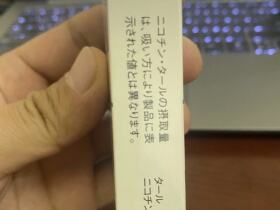 ニコチン・タールの摂取量
は、吸い方により製品に表
示された値とは異なります。
タール
ニコチン